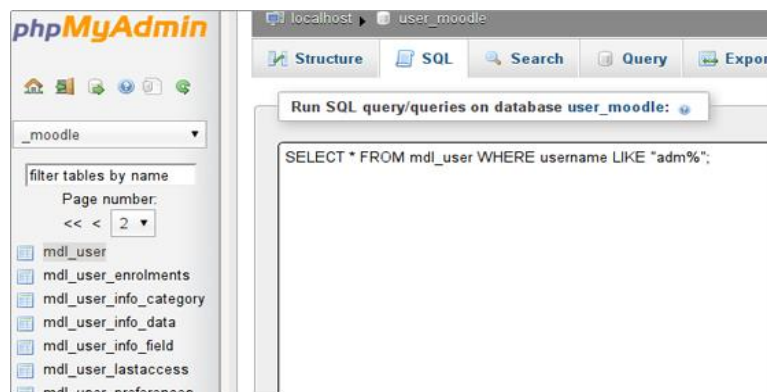 phpMyAdmin
_moodle
filter tables by name
Page number:
<< < 2
mdl_user
mdl_user_enrolments
mdl_user_info_category
mdl_user_info_data
mdl_user_info_field
mdl_user_lastaccess
mdl_user_preferences
localhost user_moodle
Structure SQL Search Query Expor
Run SQL query/queries on database user_moodle:
SELECT * FROM mdl_user WHERE username LIKE "adm%";